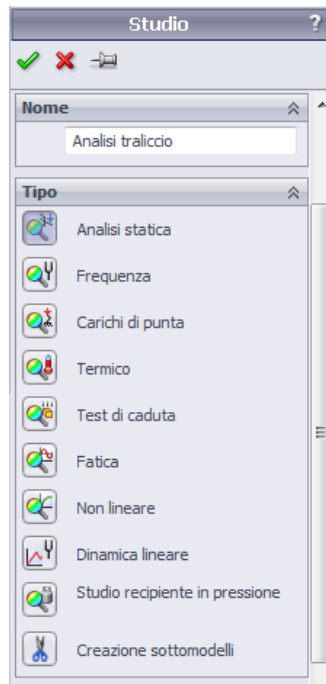 Studio ?
Nome
Analisi traliccio
Tipo
Analisi statica
Frequenza
Carichi di punta
Termico
Test di caduta
Fatica
Non lineare
Dinamica lineare
Studio recipiente in pressione
Creazione sottomodelli